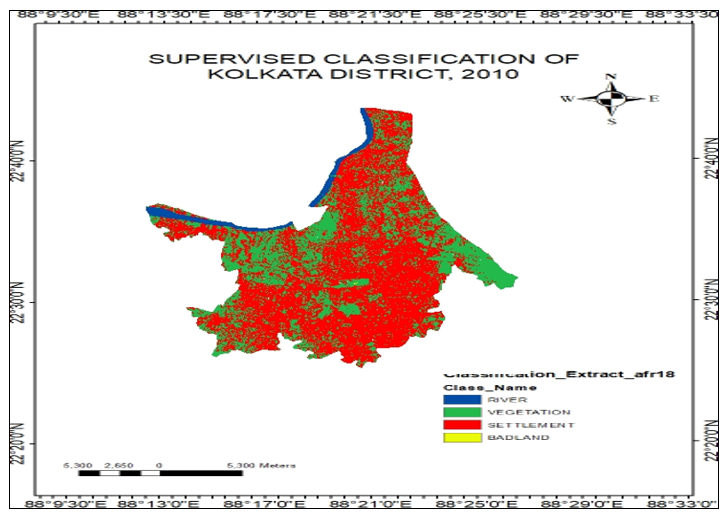 88°9'30"E 88°13'30"E 88°17'30"E 88°21'30"E 88°25'30"E 88°29'30"E 88°33'30"E
SUPERVISED CLASSIFICATION OF
KOLKATA DISTRICT, 2010
N
W E
S
22°40'0"N 22°40'0"N
22°30'0"N 22°30'0"N
Classification_Extract_afr18
Class_Name
RIVER
VEGETATION
SETTLEMENT
BADLAND
22°20'0"N 22°20'0"N
5,300 2,650 0 5,300 Meters
88°9'30"E 88°13'0"E 88°17'0"E 88°21'0"E 88°25'0"E 88°29'0"E 88°33'0"